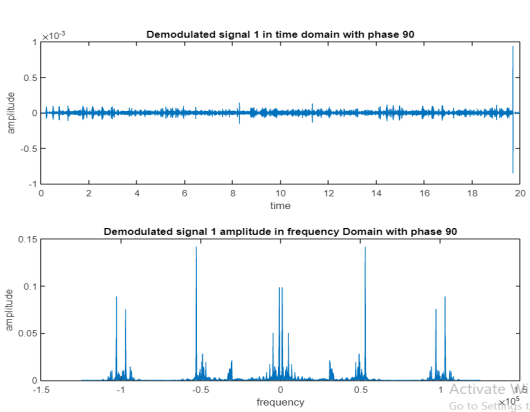 ×10^-3
Demodulated signal 1 in time domain with phase 90
1
0.5
0
-0.5
-1
amplitude
0 2 4 6 8 10 12 14 16 18 20
time
Demodulated signal 1 amplitude in frequency Domain with phase 90
0.15
0.1
0.05
0
amplitude
-1.5 -1 -0.5 0 0.5 1 1.5
frequency
×10^5
Activate Wi
Go to Settings t